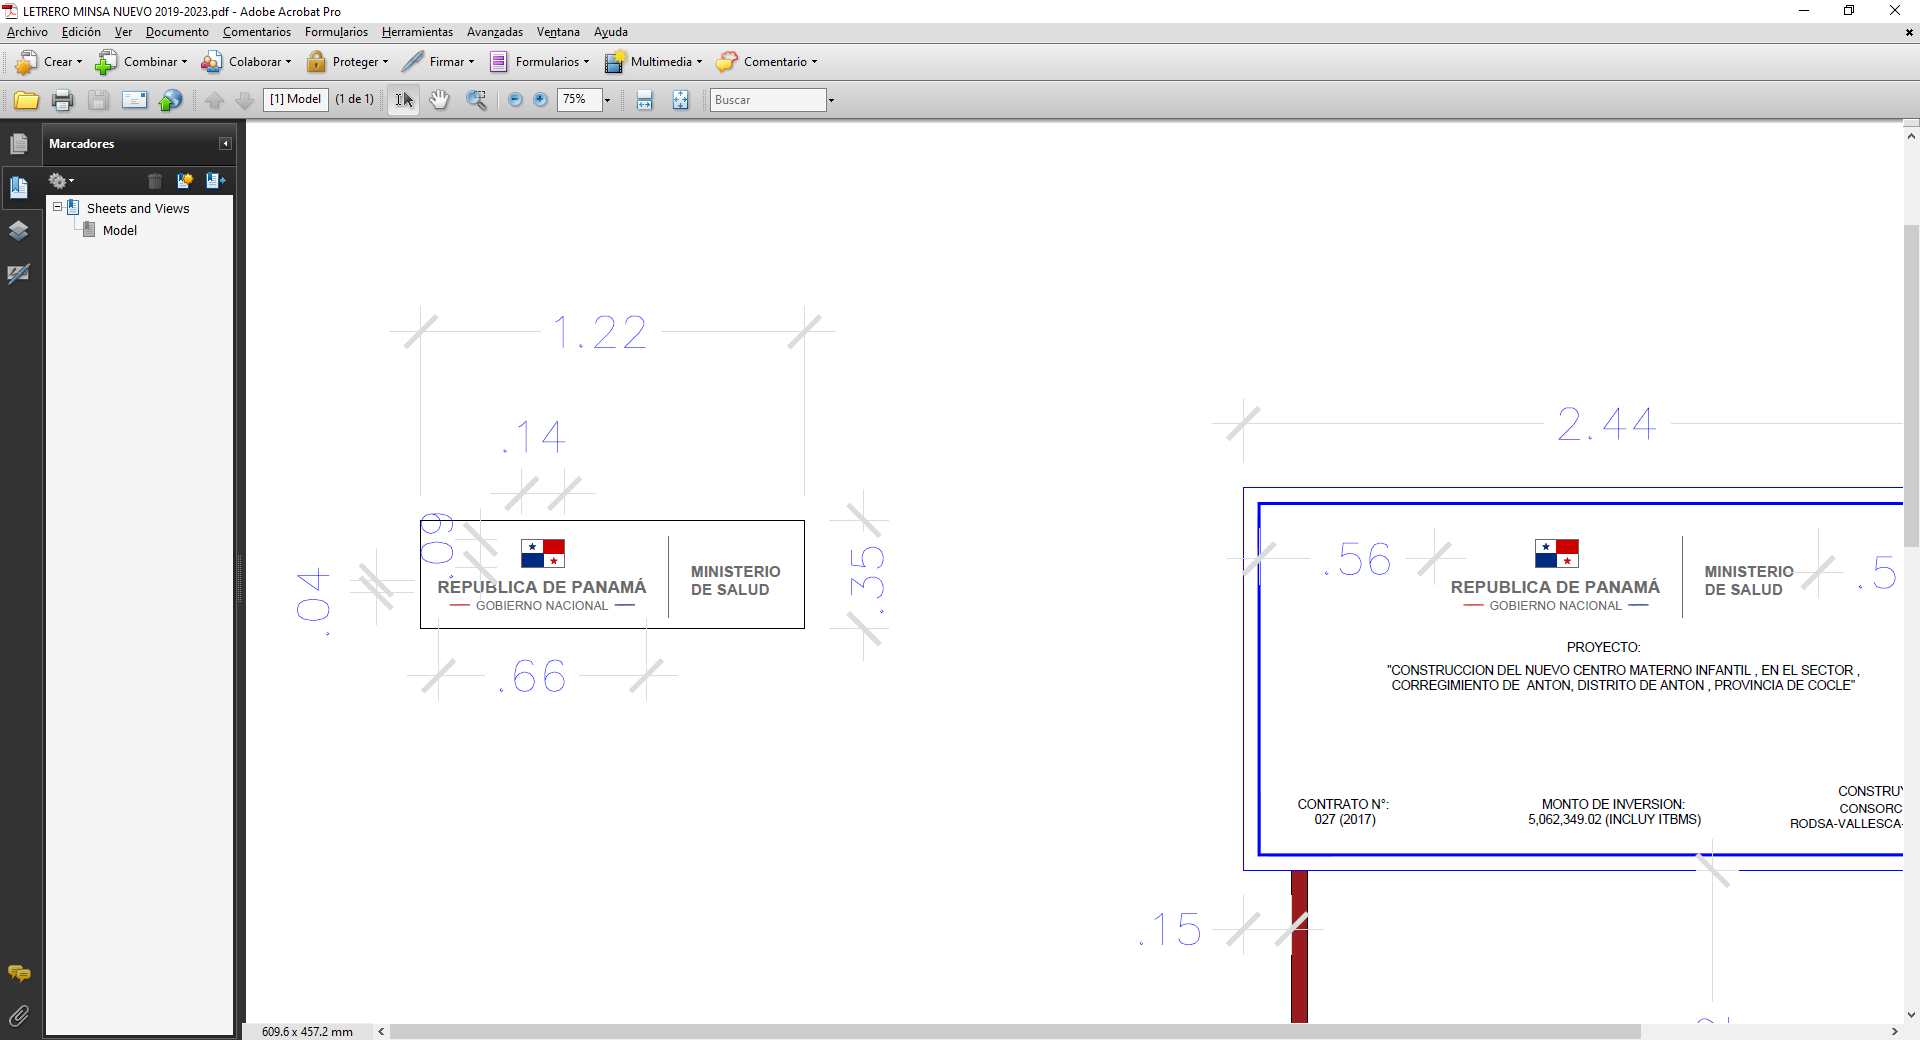 LETRERO MINSA NUEVO 2019-2023.pdf - Adobe Acrobat Pro
Archivo Edición Ver Documento Comentarios Formularios Herramientas Avanzadas Ventana Ayuda
Crear Combinar Colaborar Proteger Firmar Formularios Multimedia Comentario
[1] Model (1 de 1) 75% Buscar
Marcadores
Sheets and Views
Model
1.22
.14
.09
.04
REPUBLICA DE PANAMÁ
GOBIERNO NACIONAL
MINISTERIO
DE SALUD
.35
.66
2.44
.56
REPUBLICA DE PANAMÁ
GOBIERNO NACIONAL
MINISTERIO
DE SALUD
.5
PROYECTO:
"CONSTRUCCION DEL NUEVO CENTRO MATERNO INFANTIL , EN EL SECTOR ,
CORREGIMIENTO DE ANTON, DISTRITO DE ANTON , PROVINCIA DE COCLE"
CONTRATO N°:
027 (2017)
MONTO DE INVERSION:
5,062,349.02 (INCLUY ITBMS)
CONSTRUY
CONSORC
RODSA-VALLESCA-
.15
609.6 x 457.2 mm